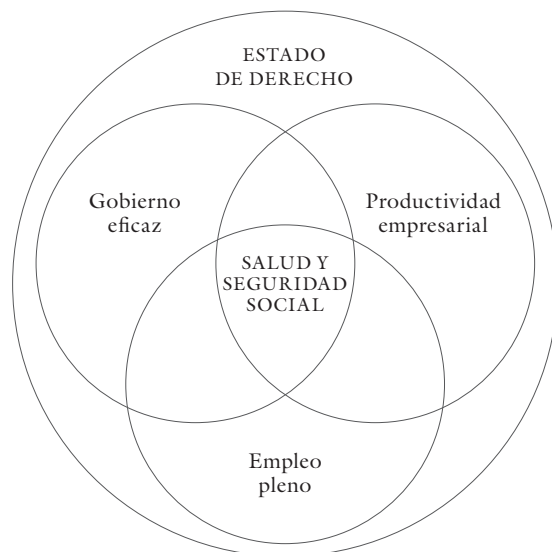 ESTADO
DE DERECHO
Gobierno
eficaz
Productividad
empresarial
SALUD Y
SEGURIDAD
SOCIAL
Empleo
pleno